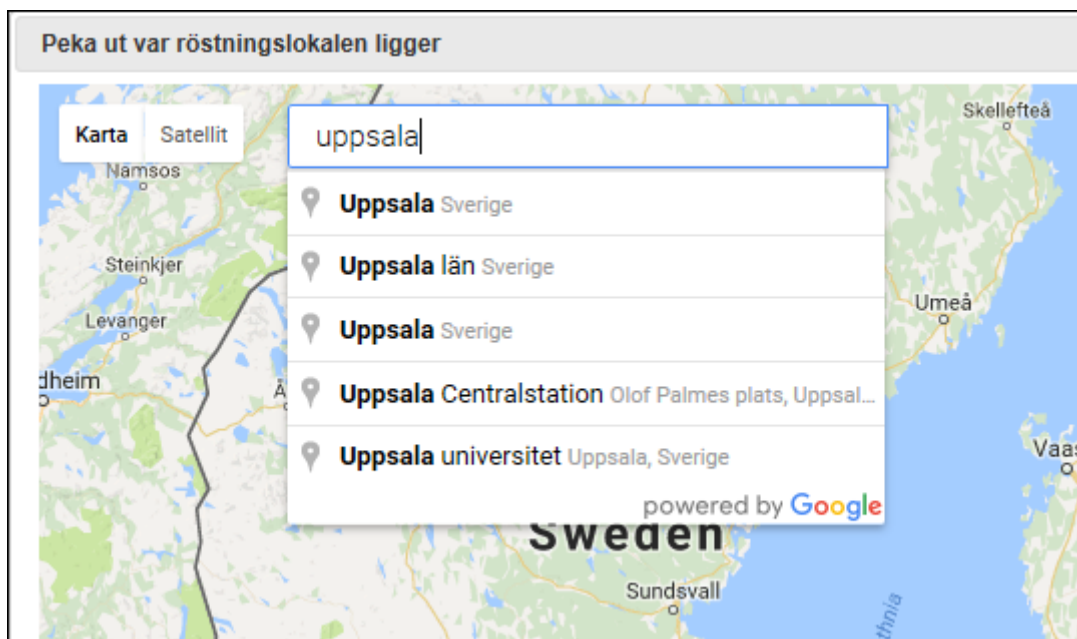 Peka ut var röstningslokalen ligger
Karta Satellit
uppsala
Skellefteå
Namsos
Uppsala Sverige
Uppsala län Sverige
Steinkjer
Umeå
Levanger
Uppsala Sverige
dheim
Å
Uppsala Centralstation Olof Palmes plats, Uppsal...
Uppsala universitet Uppsala, Sverige
Vaas
powered by Google
Sweden
Sundsvall
thnia